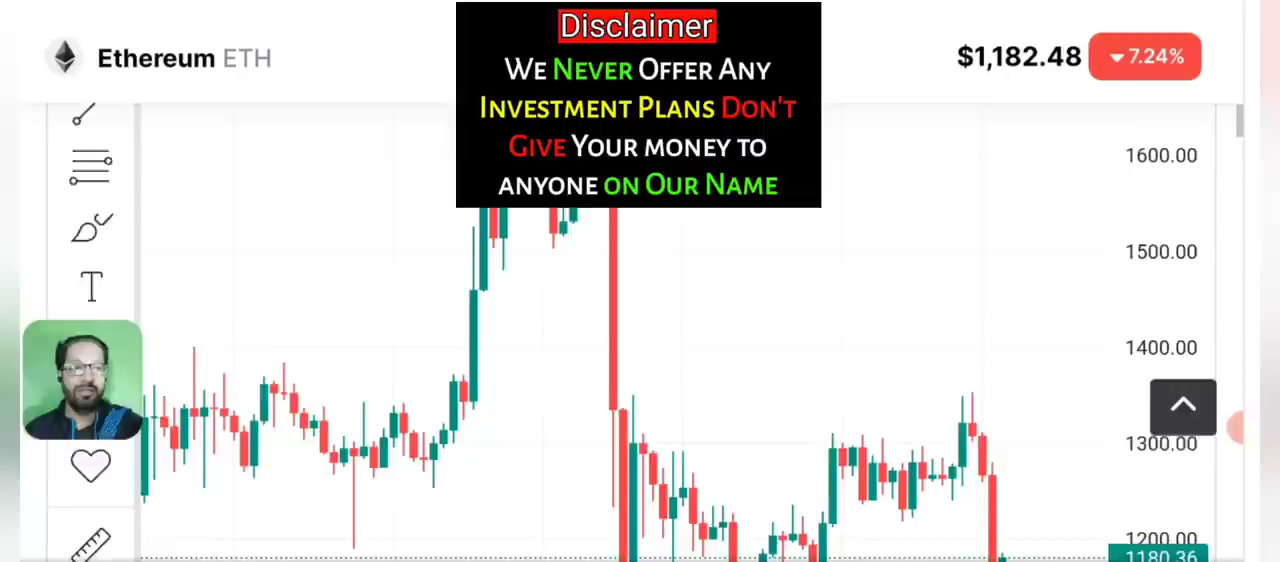 Disclaimer
We Never Offer Any
Investment Plans Don't
Give Your money to
anyone on Our Name
Ethereum ETH
$1,182.48
7.24%
T
1600.00
1500.00
1400.00
1300.00
1200.00
1180.36